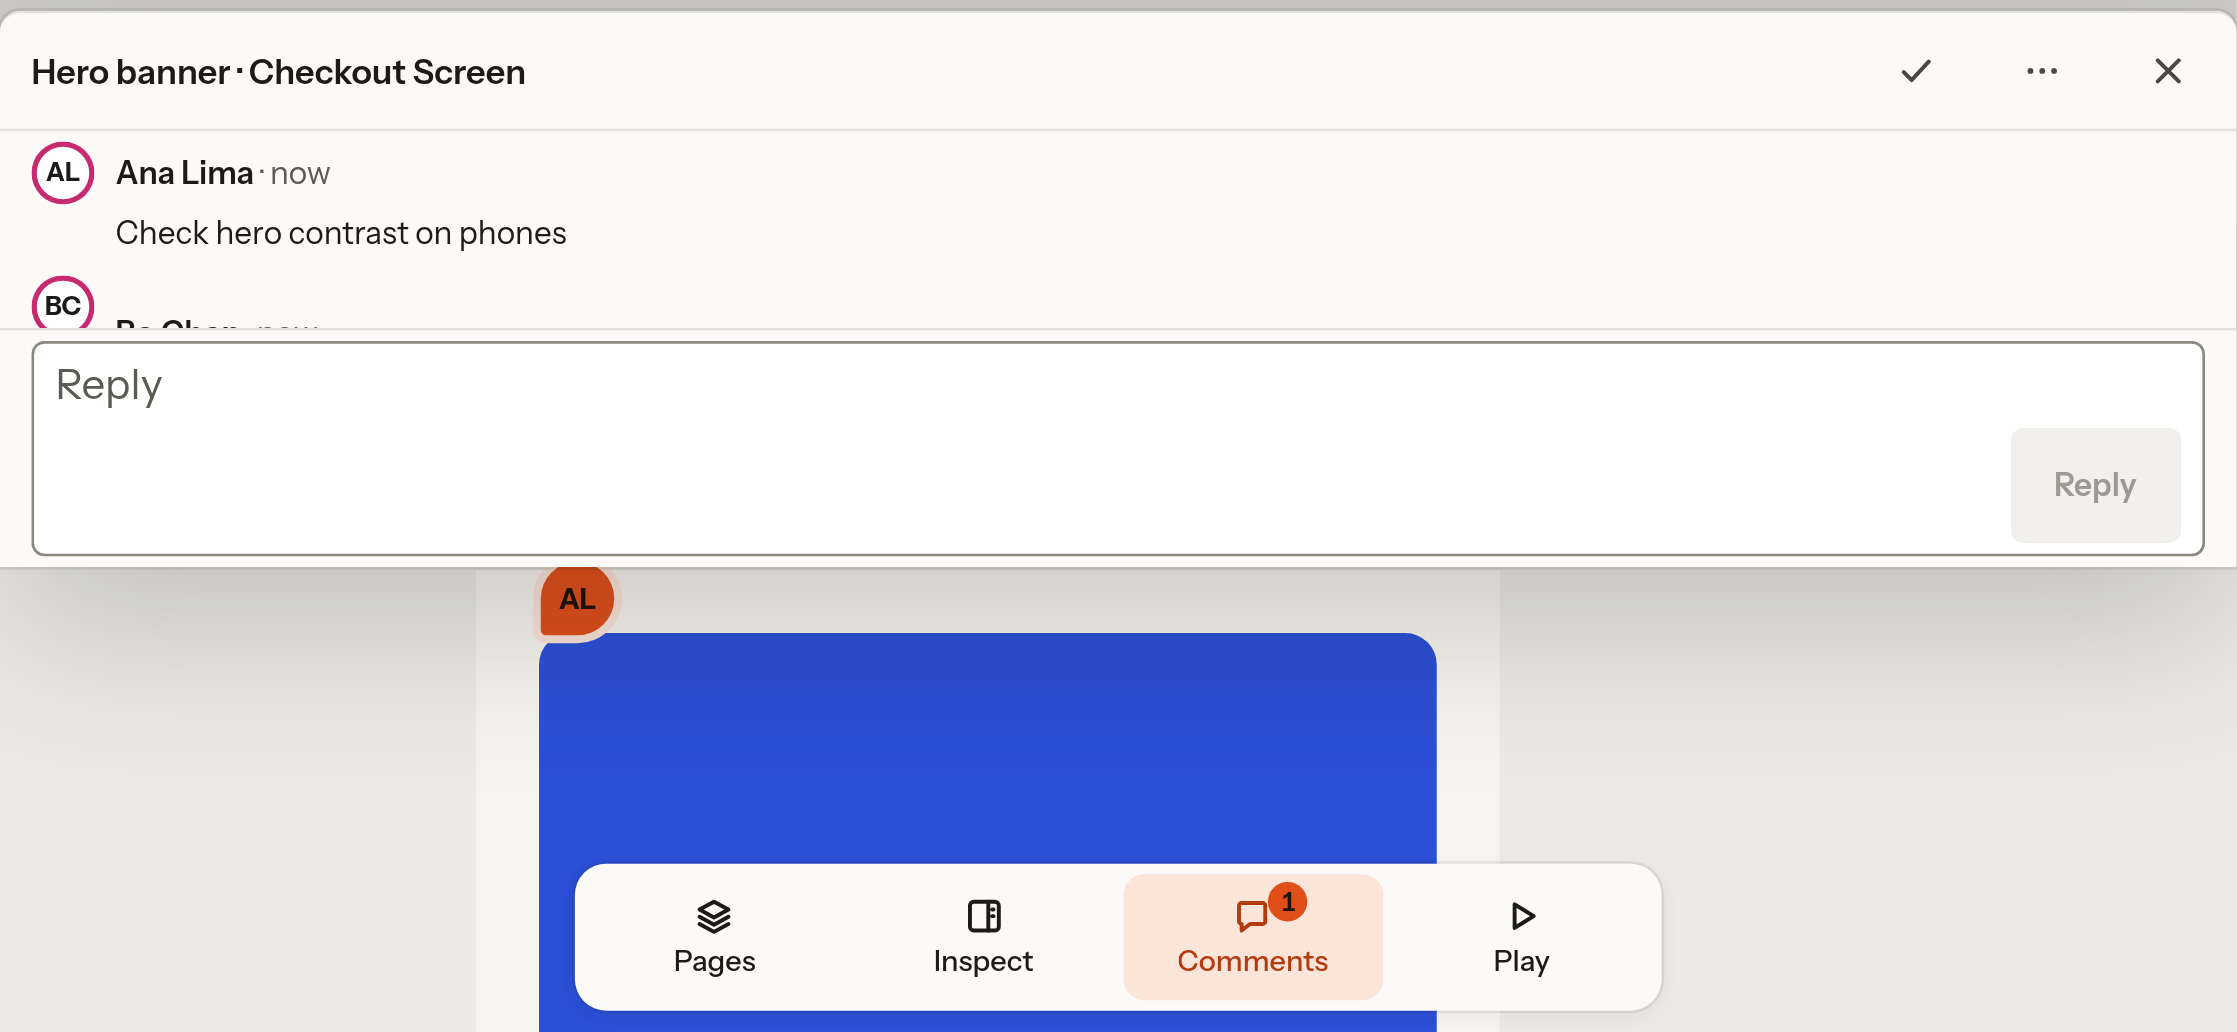 Hero banner · Checkout Screen
AL
Ana Lima · now
Check hero contrast on phones
BC
Reply
Reply
AL
1
Pages
Inspect
Comments
Play